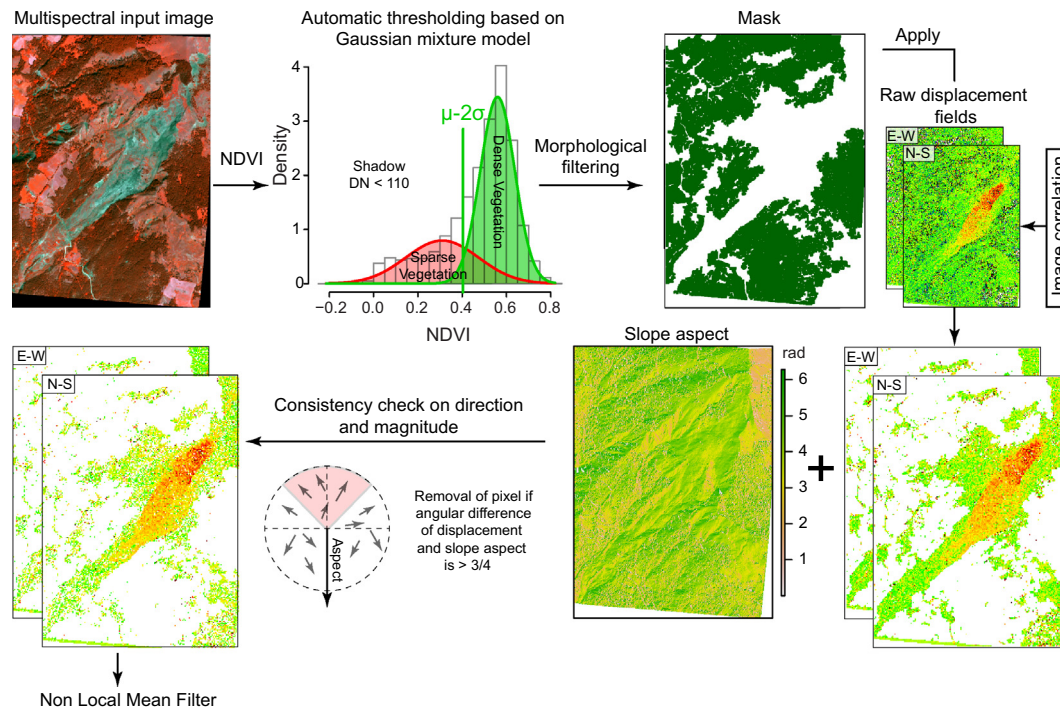 Multispectral input image
Automatic thresholding based on
Gaussian mixture model
Mask
Apply
Raw displacement
fields
E-W
N-S
Image correlation
NDVI
4
3
2
1
0
Density
μ-2σ
Shadow
DN < 110
Dense Vegetation
Sparse
Vegetation
−0.2
0.0
0.2
0.4
0.6
0.8
NDVI
Morphological
filtering
E-W
N-S
Consistency check on direction
and magnitude
Aspect
Removal of pixel if
angular difference
of displacement
and slope aspect
is > 3/4
Slope aspect
rad
6
5
4
3
2
1
+
E-W
N-S
Non Local Mean Filter